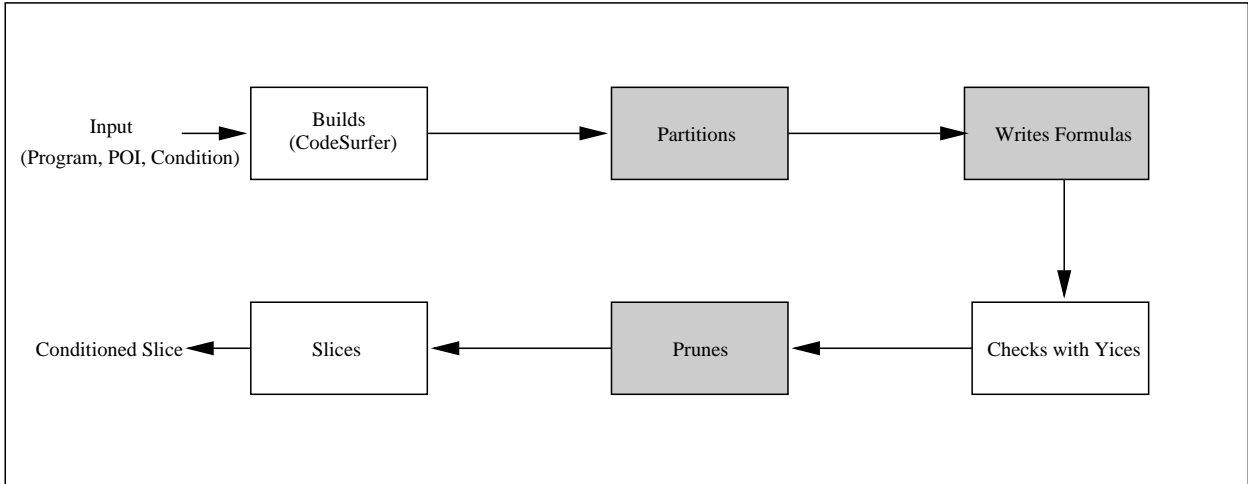 Input
(Program, POI, Condition)
Builds
(CodeSurfer)
Partitions
Writes Formulas
Conditioned Slice
Slices
Prunes
Checks with Yices